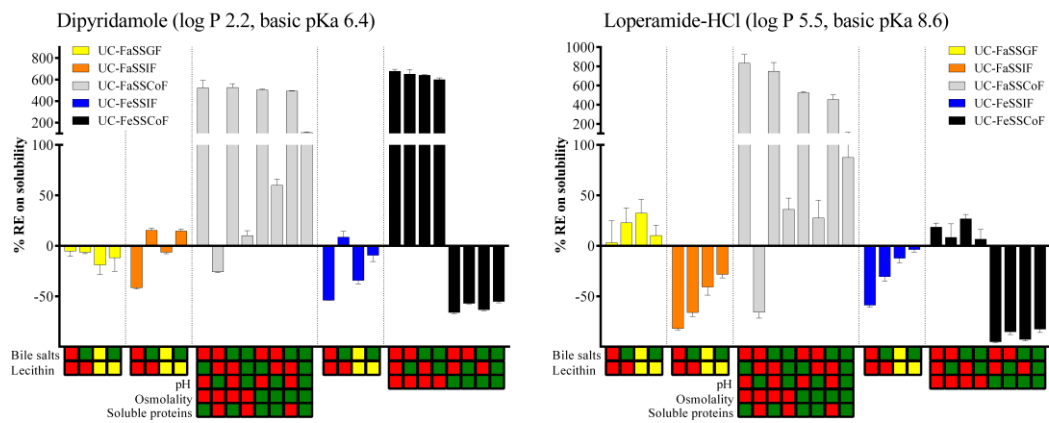 Dipyridamole (log P 2.2, basic pKa 6.4)
% RE on solubility
800
600
400
200
100
50
0
-50
UC-FaSSGF
UC-FaSSIF
UC-FaSSCoF
UC-FeSSIF
UC-FeSSCoF
Bile salts
Lecithin
pH
Osmolality
Soluble proteins
Loperamide-HCl (log P 5.5, basic pKa 8.6)
% RE on solubility
1000
800
600
400
200
100
50
0
-50
UC-FaSSGF
UC-FaSSIF
UC-FaSSCoF
UC-FeSSIF
UC-FeSSCoF
Bile salts
Lecithin
pH
Osmolality
Soluble proteins